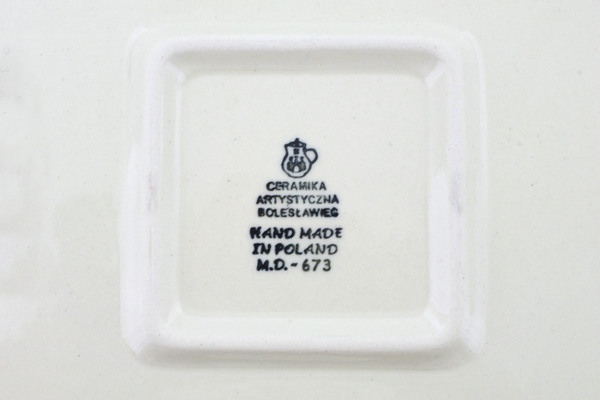 CERAMIKA
ARTYSTYCZNA
BOLESŁAWIEC
HAND MADE
IN POLAND
M.D.-673